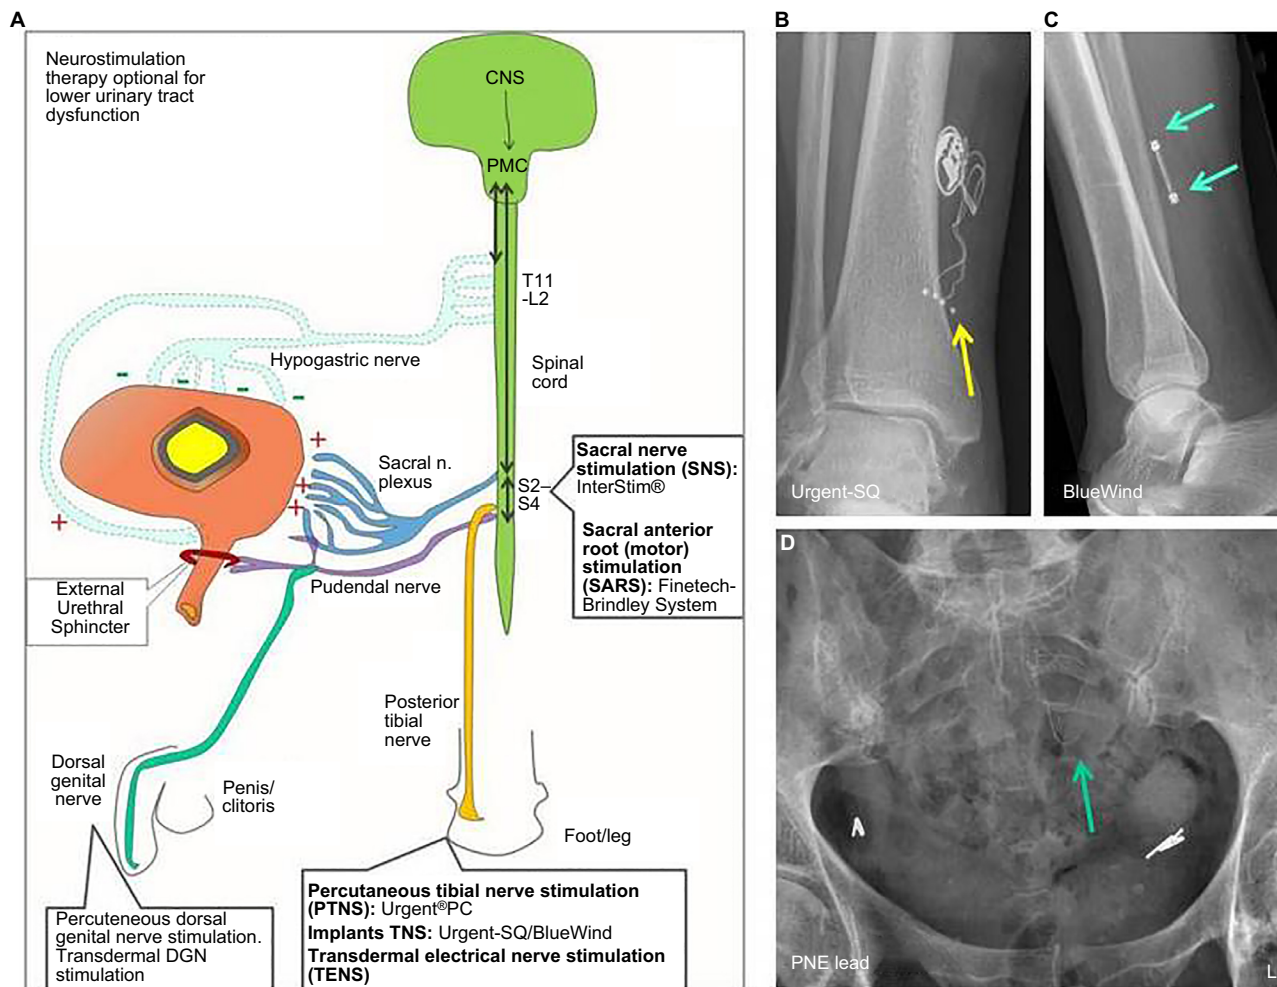 A
Neurostimulation
therapy optional for
lower urinary tract
dysfunction
CNS
PMC
T11
-L2
Hypogastric nerve
Spinal
cord
Sacral n.
plexus
S2–
S4
Sacral nerve
stimulation (SNS):
InterStim®
Sacral anterior
root (motor)
stimulation
(SARS): Finetech-
Brindley System
Pudendal nerve
External
Urethral
Sphincter
Posterior
tibial
nerve
Dorsal
genital
nerve
Penis/
clitoris
Foot/leg
Percuteneous dorsal
genital nerve stimulation.
Transdermal DGN
stimulation
Percutaneous tibial nerve stimulation
(PTNS): Urgent®PC
Implants TNS: Urgent-SQ/BlueWind
Transdermal electrical nerve stimulation
(TENS)
B
Urgent-SQ
C
BlueWind
D
PNE lead
L